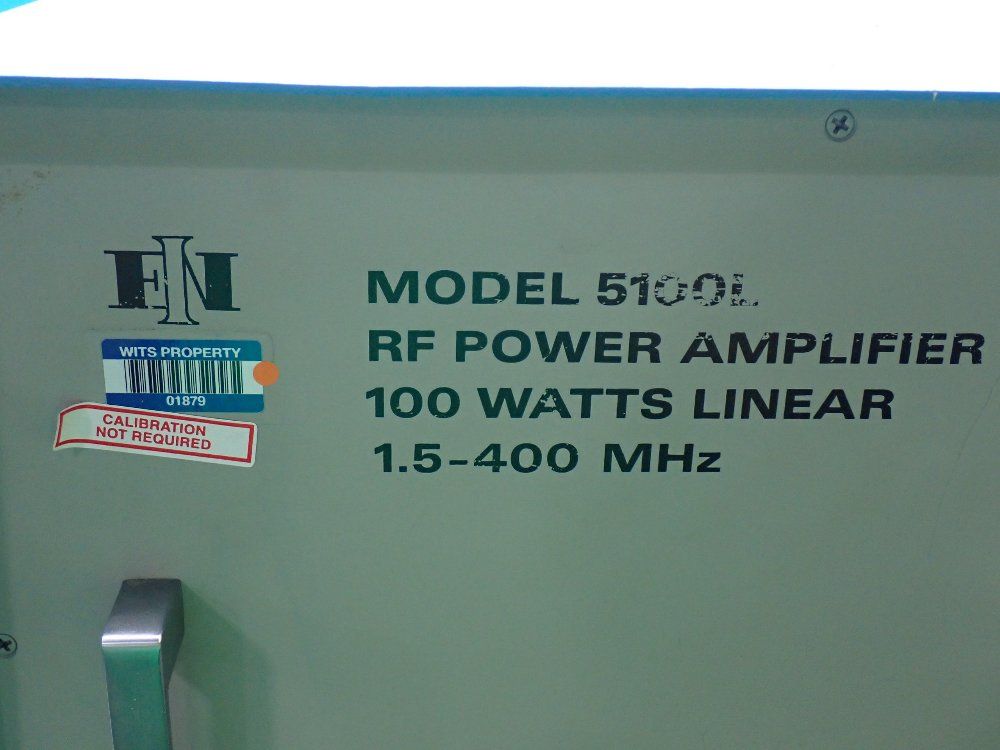 ENI
WITS PROPERTY
01879
CALIBRATION
NOT REQUIRED
MODEL 5100L
RF POWER AMPLIFIER
100 WATTS LINEAR
1.5-400 MHz